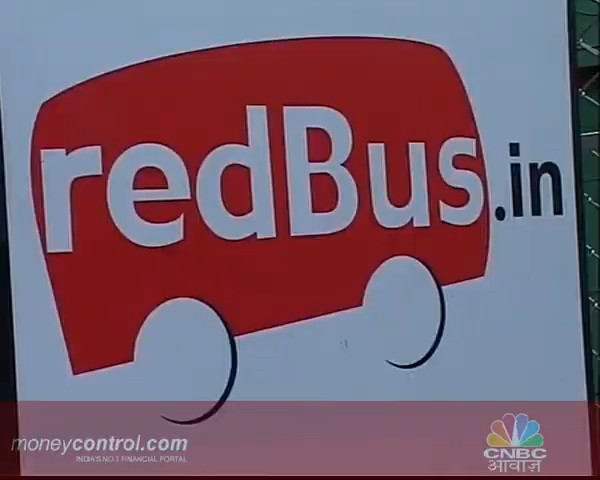 redBus.in
moneycontrol.com
INDIA'S NO.1 FINANCIAL PORTAL
CNBC
आवाज़